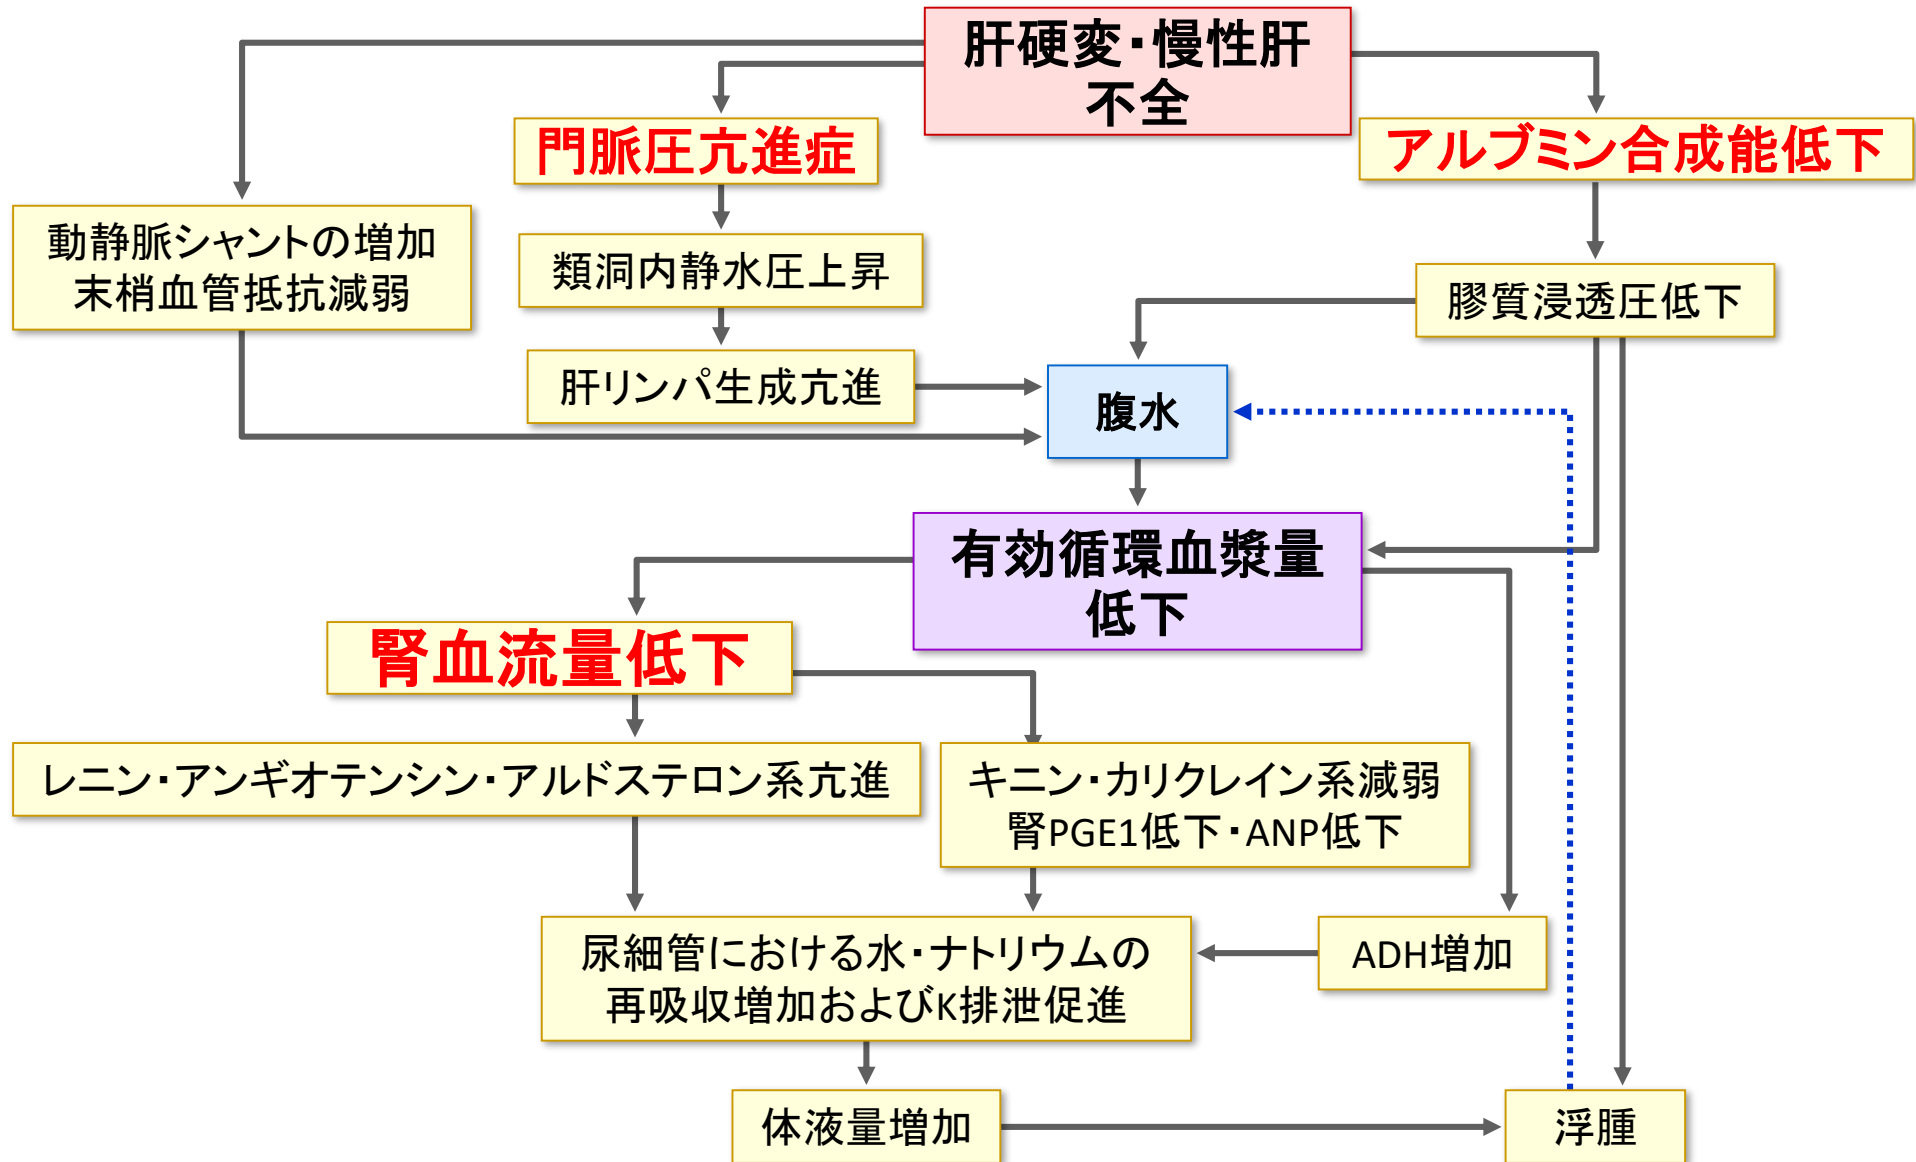 肝硬変・慢性肝
不全
門脈圧亢進症
アルブミン合成能低下
動静脈シャントの増加
末梢血管抵抗減弱
類洞内静水圧上昇
膠質浸透圧低下
肝リンパ生成亢進
腹水
有効循環血漿量
低下
腎血流量低下
レニン・アンギオテンシン・アルドステロン系亢進
キニン・カリクレイン系減弱
腎PGE1低下・ANP低下
尿細管における水・ナトリウムの
再吸収増加およびK排泄促進
ADH増加
体液量増加
浮腫